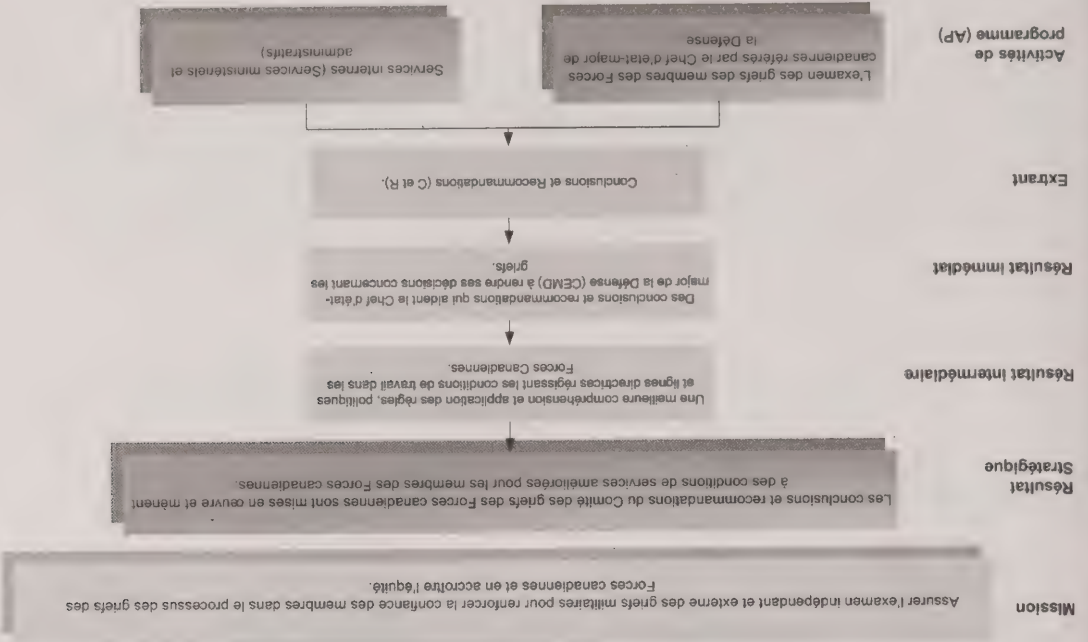 Mission
Assurer l'examen indépendant et externe des griefs militaires pour renforcer la confiance des membres dans le processus des griefs des
Forces canadiennes et en accroître l'équité.
Résultat
Stratégique
Les conclusions et recommandations du Comité des griefs des Forces canadiennes sont mises en œuvre et mènent
à des conditions de services améliorées pour les membres des Forces canadiennes.
Résultat intermédiaire
Une meilleure compréhension et application des règles, politiques
et lignes directrices régissant les conditions de travail dans les
Forces Canadiennes.
Résultat immédiat
Des conclusions et recommandations qui aident le Chef d'état-
major de la Défense (CEMD) à rendre ses décisions concernant les
griefs.
Extrant
Conclusions et Recommandations (C et R).
Activités de
programme (AP)
L'examen des griefs des membres des Forces
canadiennes référés par le Chef d'état-major de
la Défense
Services internes (Services ministériels et
administratifs)